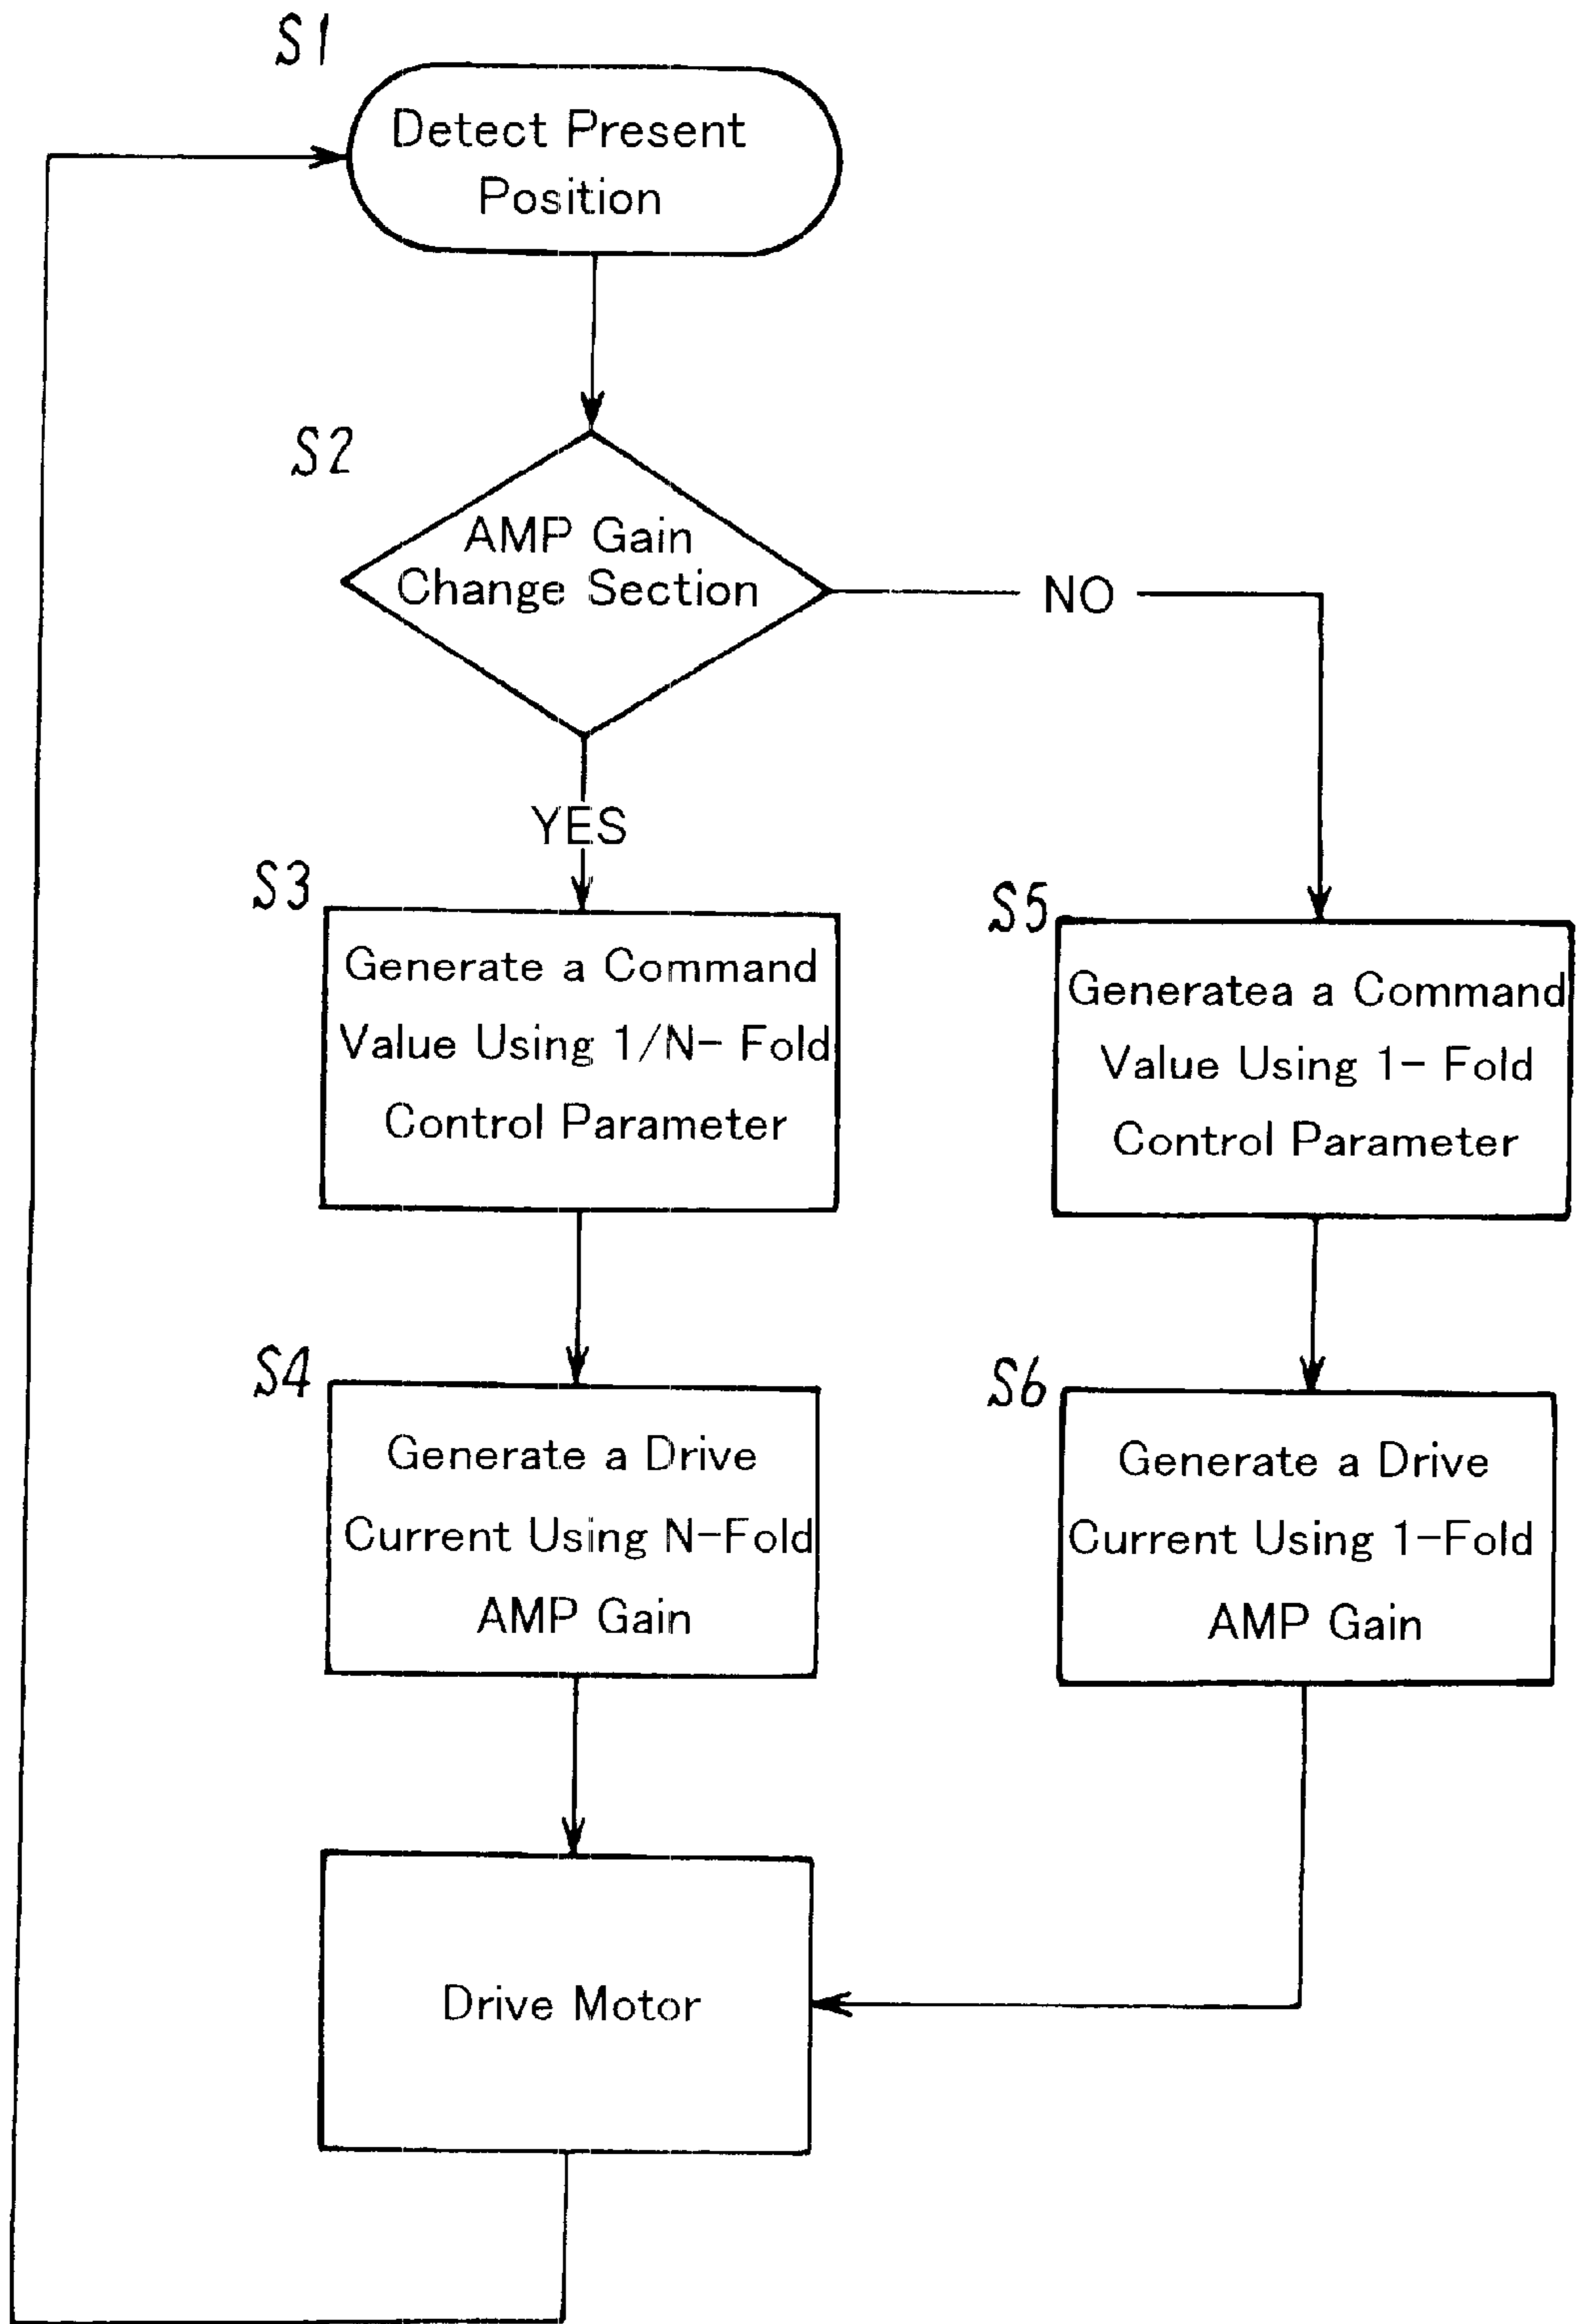 S1
Detect Present
Position
S2
AMP Gain
Change Section
NO
YES
S3
Generate a Command
Value Using 1/N- Fold
Control Parameter
S5
Generatea a Command
Value Using 1- Fold
Control Parameter
S4
Generate a Drive
Current Using N-Fold
AMP Gain
S6
Generate a Drive
Current Using 1-Fold
AMP Gain
Drive Motor